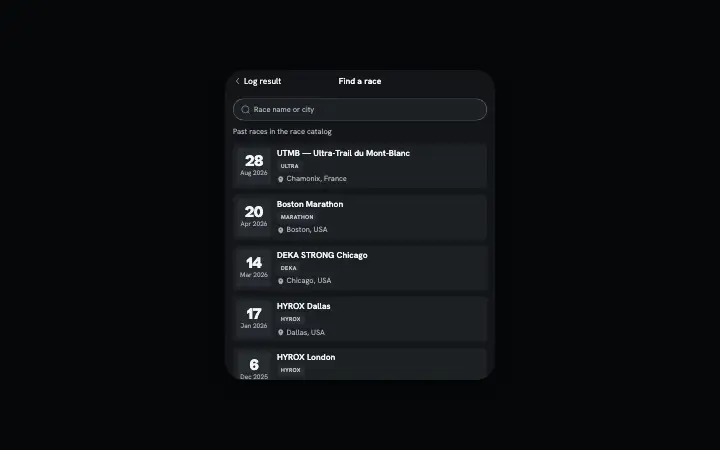 Log result
Find a race
Race name or city
Past races in the race catalog
28
Aug 2026
UTMB — Ultra-Trail du Mont-Blanc
ULTRA
Chamonix, France
20
Apr 2026
Boston Marathon
MARATHON
Boston, USA
14
Mar 2026
DEKA STRONG Chicago
DEKA
Chicago, USA
17
Jan 2026
HYROX Dallas
HYROX
Dallas, USA
6
Dec 2025
HYROX London
HYROX